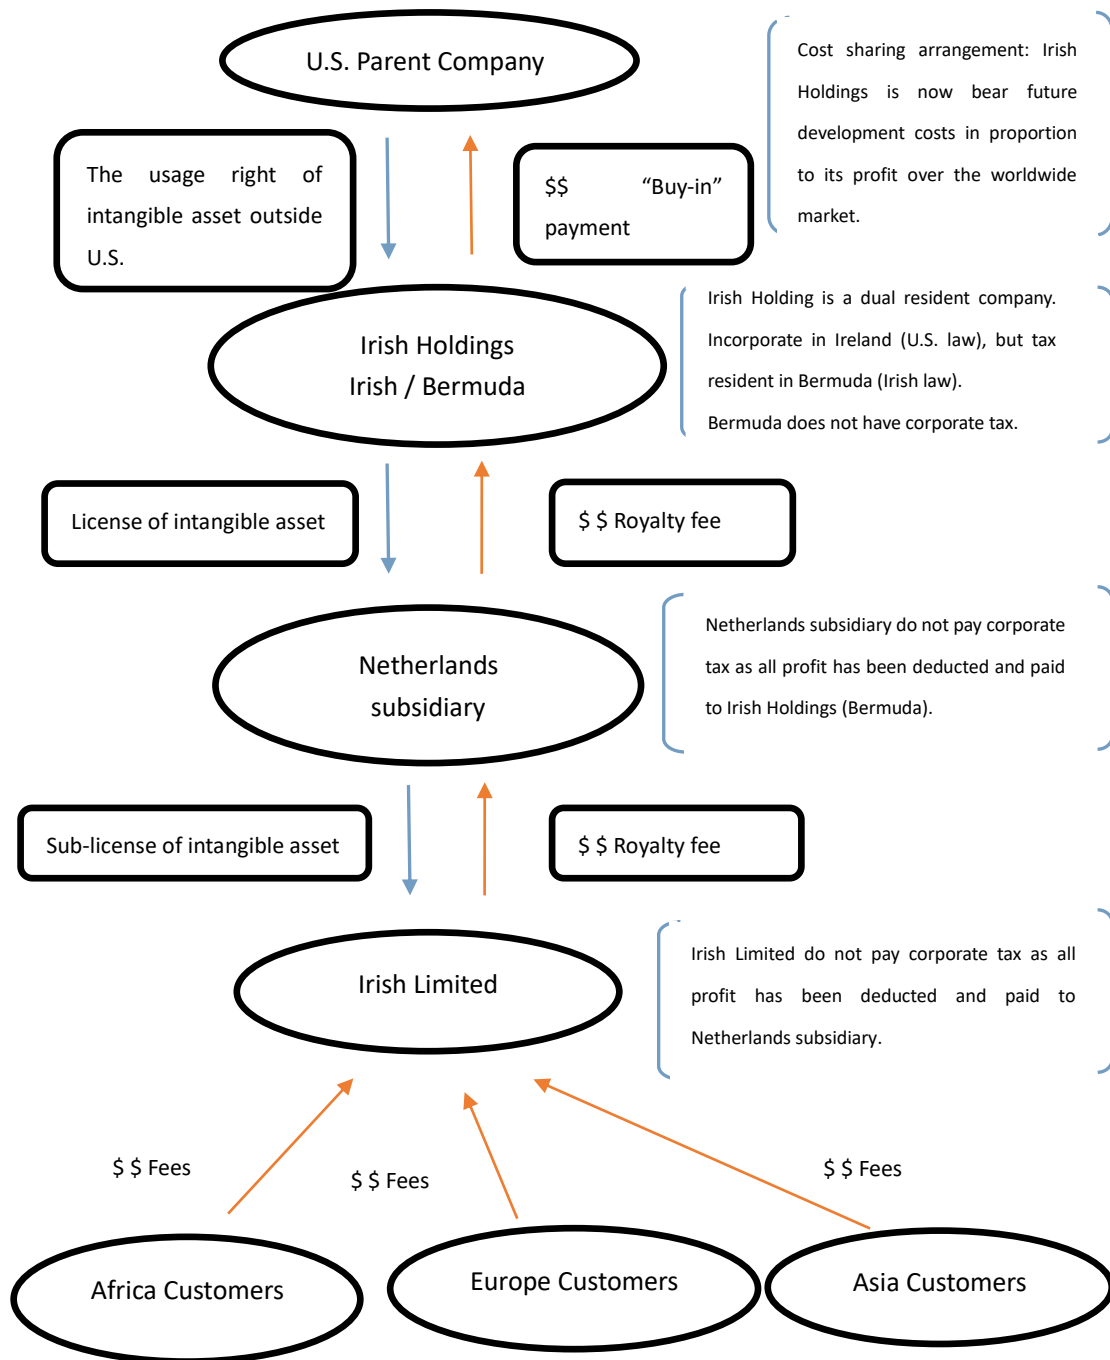 U.S. Parent Company
Cost sharing arrangement: Irish
Holdings is now bear future
development costs in proportion
to its profit over the worldwide
market.
The usage right of
intangible asset outside
U.S.
$$ “Buy-in”
payment
Irish Holdings
Irish / Bermuda
Irish Holding is a dual resident company.
Incorporate in Ireland (U.S. law), but tax
resident in Bermuda (Irish law).
Bermuda does not have corporate tax.
License of intangible asset
$ $ Royalty fee
Netherlands
subsidiary
Netherlands subsidiary do not pay corporate
tax as all profit has been deducted and paid
to Irish Holdings (Bermuda).
Sub-license of intangible asset
$ $ Royalty fee
Irish Limited
Irish Limited do not pay corporate tax as all
profit has been deducted and paid to
Netherlands subsidiary.
$ $ Fees
$ $ Fees
$ $ Fees
Africa Customers
Europe Customers
Asia Customers